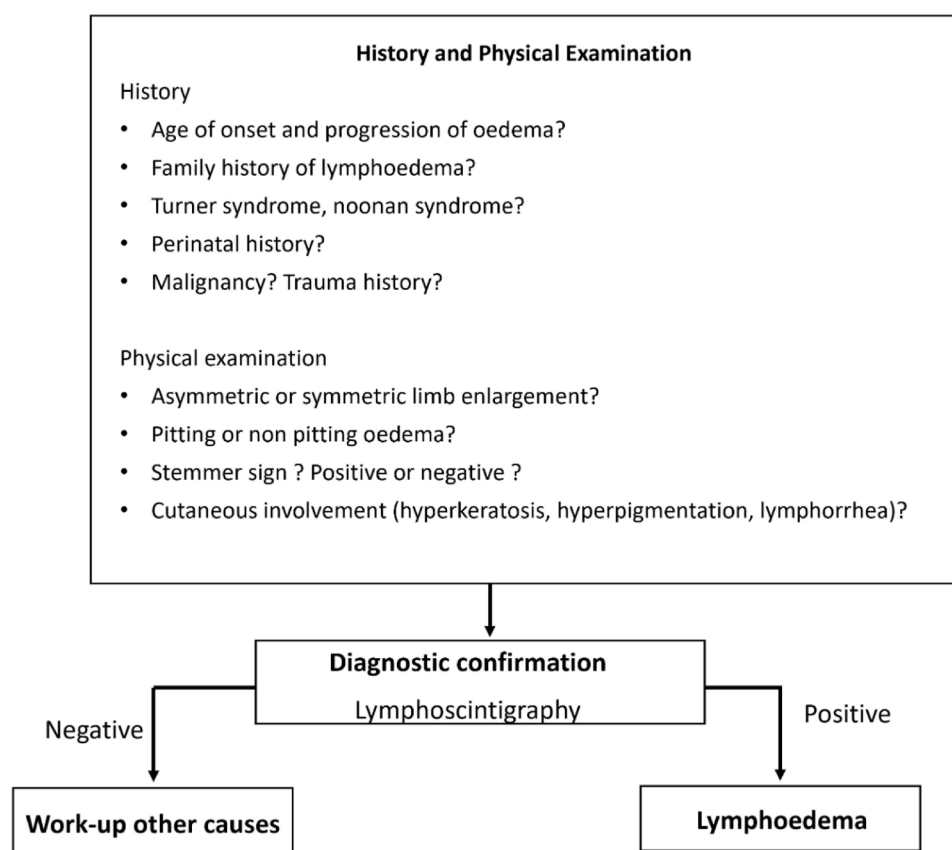 History and Physical Examination
History
• Age of onset and progression of oedema?
• Family history of lymphoedema?
• Turner syndrome, noonan syndrome?
• Perinatal history?
• Malignancy? Trauma history?
Physical examination
• Asymmetric or symmetric limb enlargement?
• Pitting or non pitting oedema?
• Stemmer sign ? Positive or negative ?
• Cutaneous involvement (hyperkeratosis, hyperpigmentation, lymphorrhea)?
Diagnostic confirmation
Lymphoscintigraphy
Negative
Positive
Work-up other causes
Lymphoedema